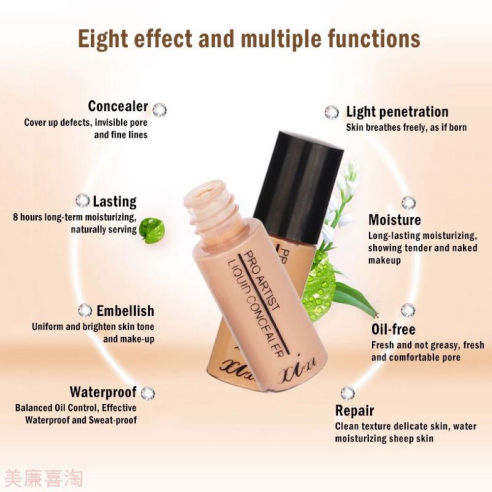 Eight effect and multiple functions
Concealer
Cover up defects, invisible pore
and fine lines
Light penetration
Skin breathes freely, as if born
Lasting
8 hours long-term moisturizing,
naturally serving
Moisture
Long-lasting moisturizing,
showing tender and naked
makeup
Embellish
Uniform and brighten skin tone
and make-up
Oil-free
Fresh and not greasy, fresh
and comfortable pore
Waterproof
Balanced Oil Control, Effective
Waterproof and Sweat-proof
Repair
Clean texture delicate skin, water
moisturizing sheep skin
PRO ARTIST
LIQUID CONCEALER
xixi
美廉喜淘